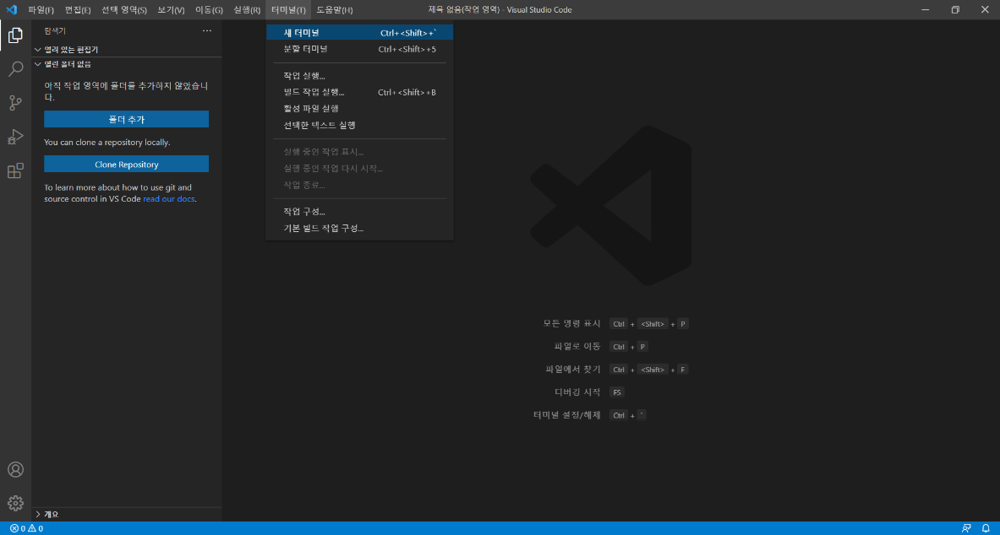 파일(F) 편집(E) 선택 영역(S) 보기(V) 이동(G) 실행(R) 터미널(T) 도움말(H) 제목 없음(작업 영역) - Visual Studio Code
탐색기
열려 있는 편집기
열린 폴더 없음
아직 작업 영역에 폴더를 추가하지 않았습니
다.
폴더 추가
You can clone a repository locally.
Clone Repository
To learn more about how to use git and
source control in VS Code read our docs.
개요
새 터미널 Ctrl+<Shift>+`
분할 터미널 Ctrl+<Shift>+5
작업 실행...
빌드 작업 실행... Ctrl+<Shift>+B
활성 파일 실행
선택한 텍스트 실행
실행 중인 작업 표시...
실행 중인 작업 다시 시작...
작업 종료...
작업 구성...
기본 빌드 작업 구성...
모든 명령 표시 Ctrl + <Shift> + P
파일로 이동 Ctrl + P
파일에서 찾기 Ctrl + <Shift> + F
디버깅 시작 F5
터미널 설정/해제 Ctrl + `
0 0